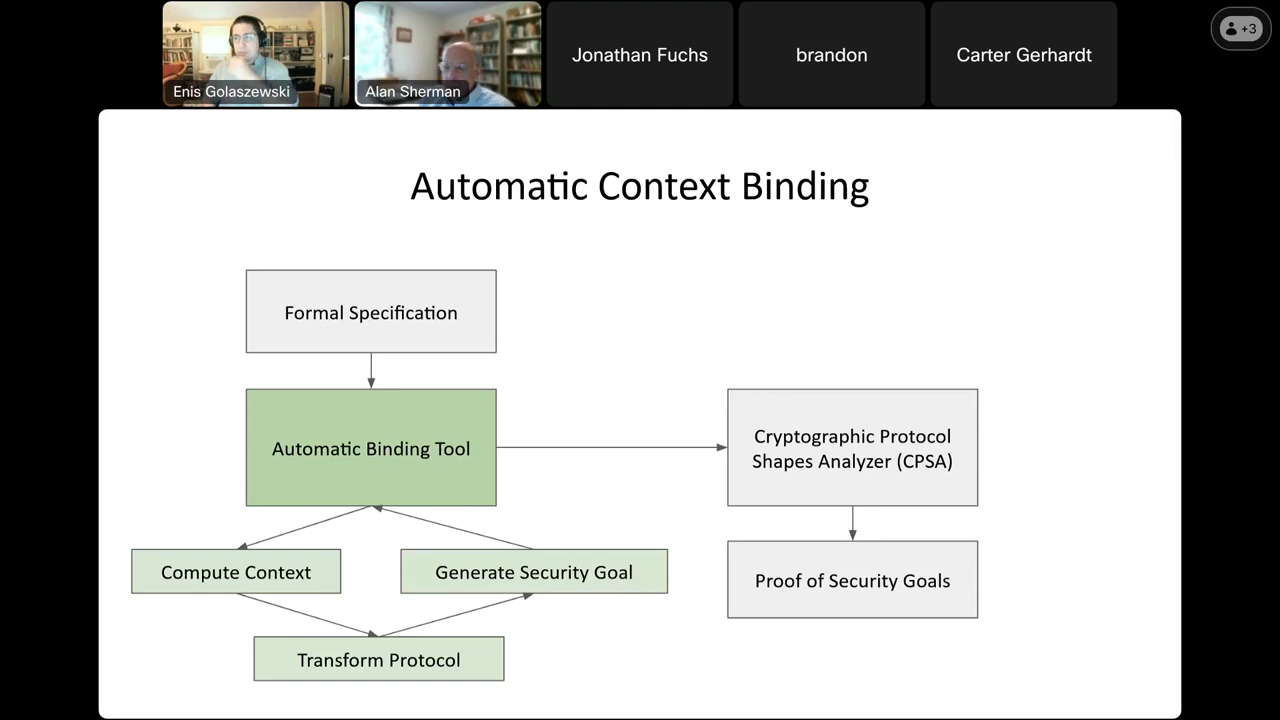 Enis Golaszewski
Alan Sherman
Jonathan Fuchs
brandon
Carter Gerhardt
+3
Automatic Context Binding
Formal Specification
Automatic Binding Tool
Cryptographic Protocol
Shapes Analyzer (CPSA)
Compute Context
Generate Security Goal
Proof of Security Goals
Transform Protocol